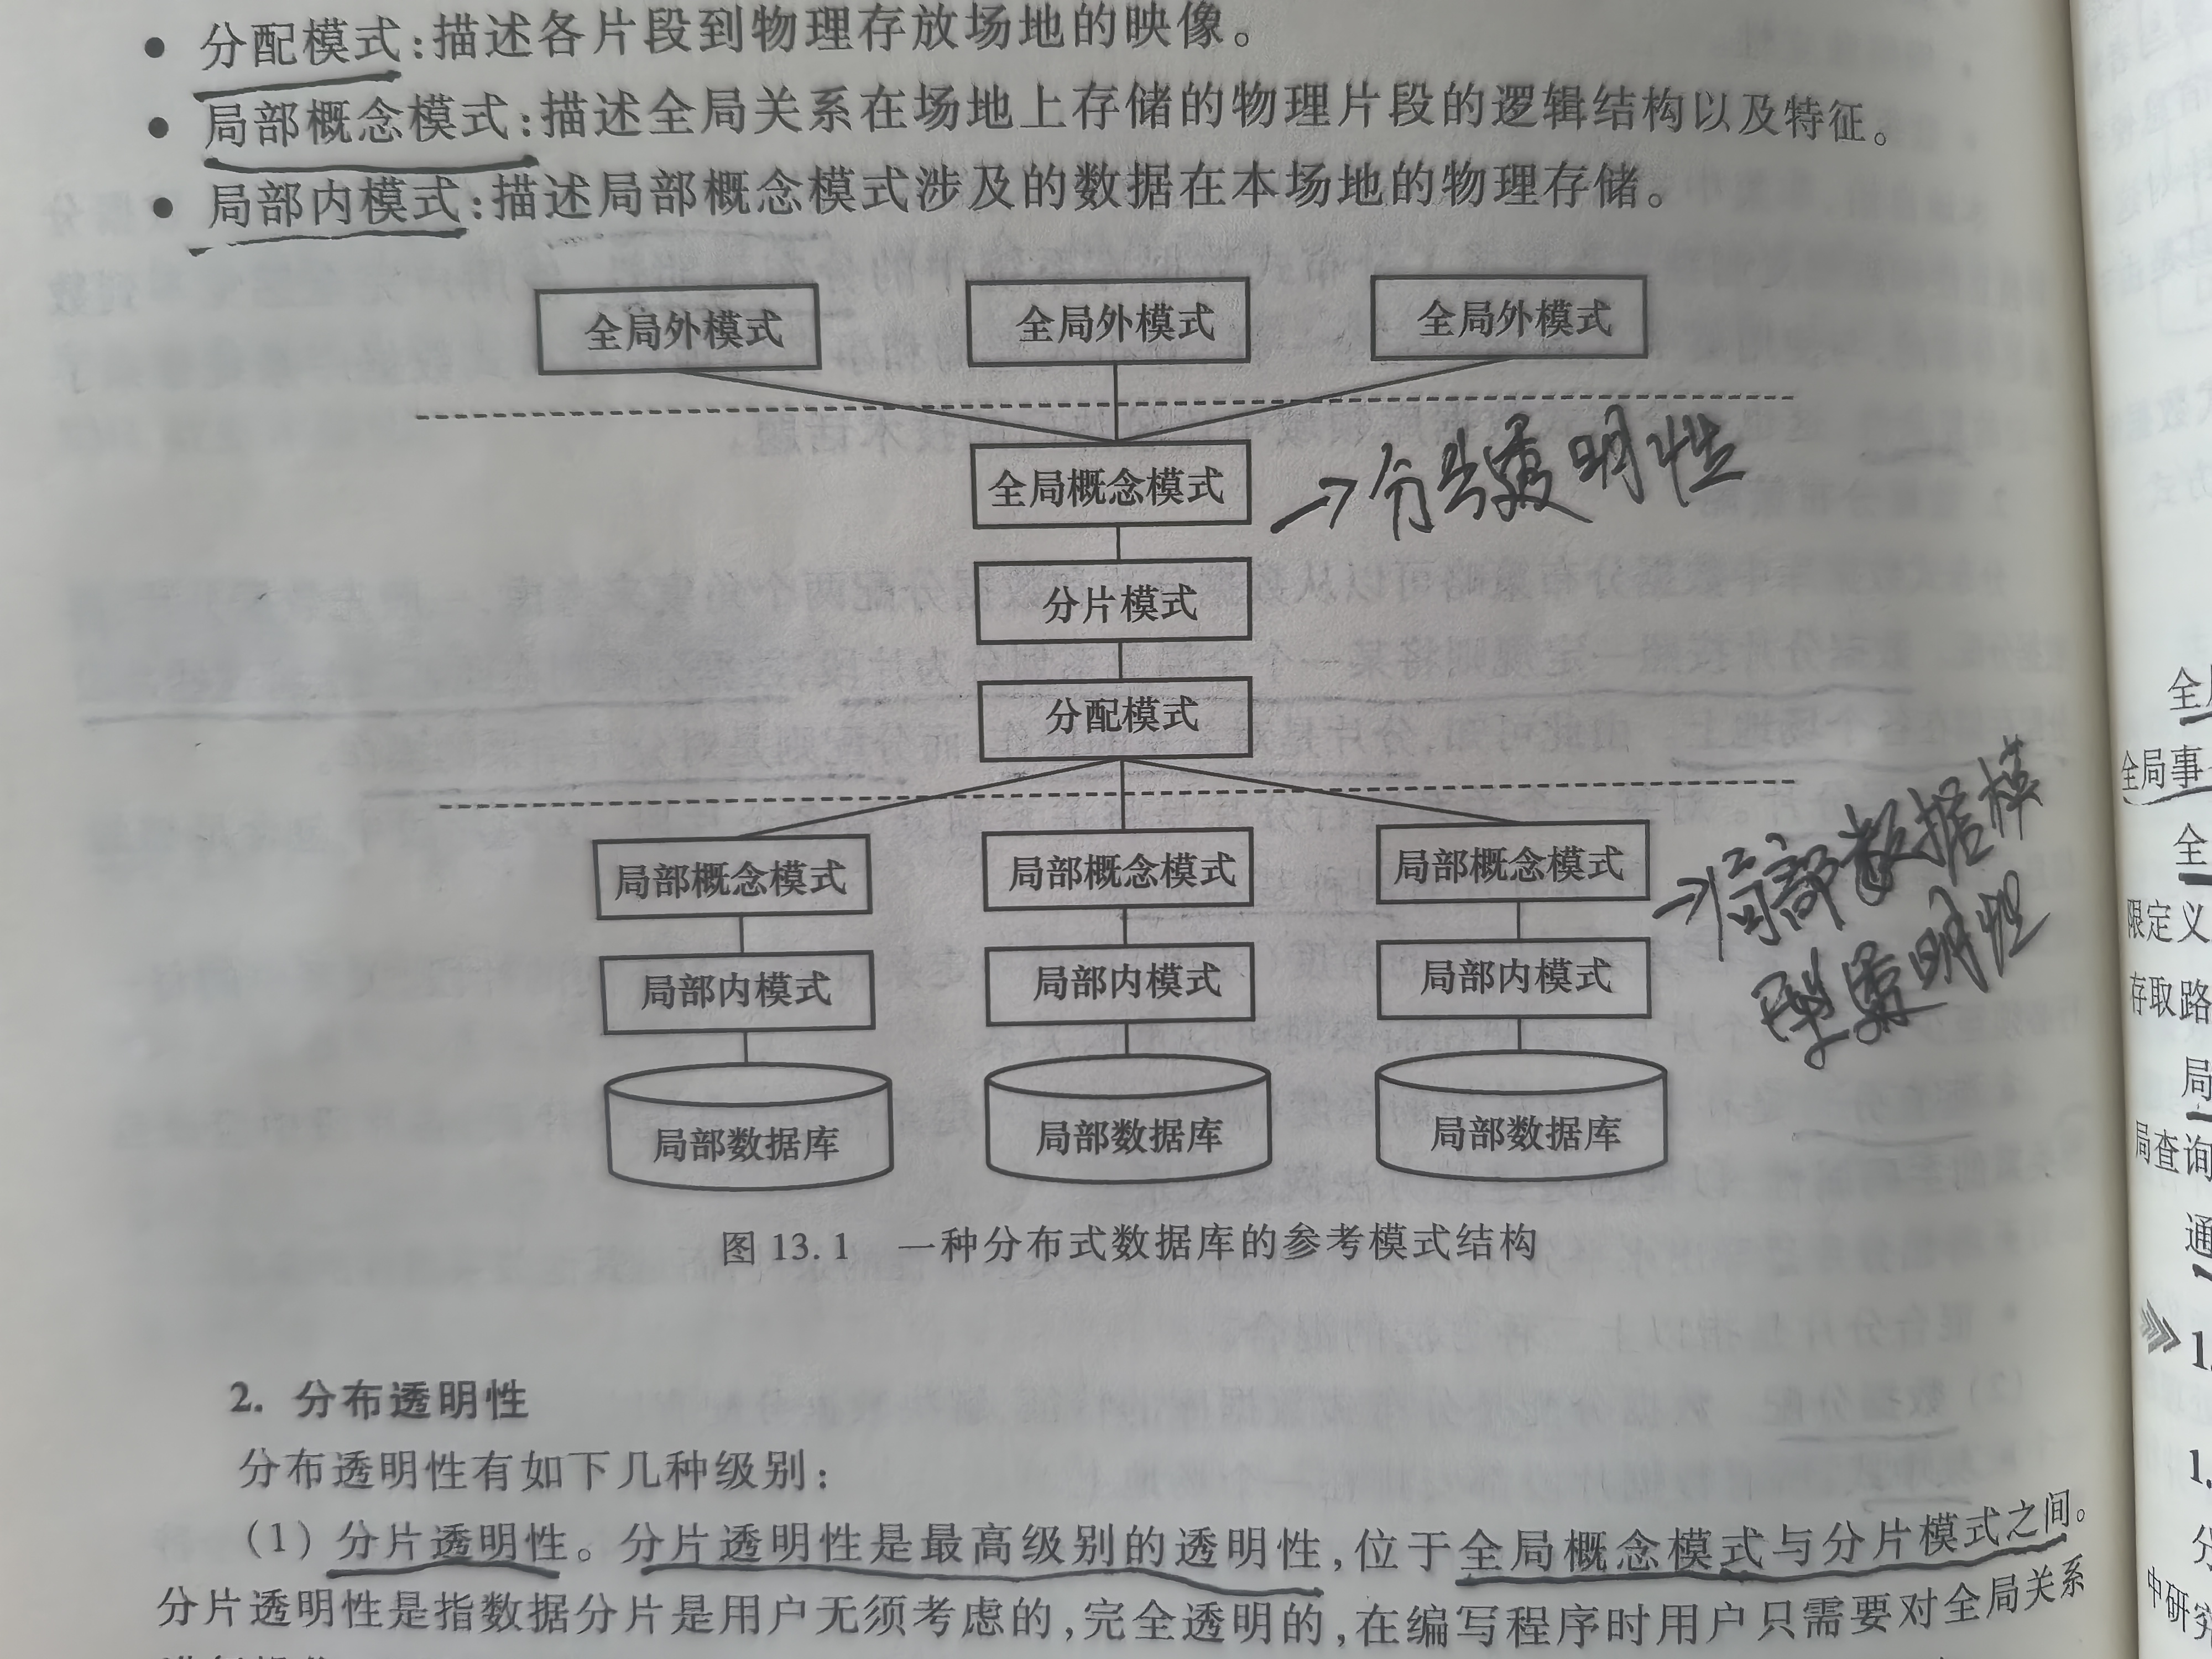 • 分配模式:描述各片段到物理存放场地的映像。
• 局部概念模式:描述全局关系在场地上存储的物理片段的逻辑结构以及特征。
• 局部内模式:描述局部概念模式涉及的数据在本场地的物理存储。
全局外模式 全局外模式 全局外模式
全局概念模式
→分片透明性
分片模式
分配模式
局部概念模式 局部概念模式 局部概念模式
→局部数据模
型透明性
局部内模式 局部内模式 局部内模式
局部数据库 局部数据库 局部数据库
图 13.1 一种分布式数据库的参考模式结构
2. 分布透明性
分布透明性有如下几种级别:
(1) 分片透明性。分片透明性是最高级别的透明性,位于全局概念模式与分片模式之间。
分片透明性是指数据分片是用户无须考虑的,完全透明的,在编写程序时用户只需要对全局关系
全局事
全
限定义
存取路
局
局查询
通
1.
中研究